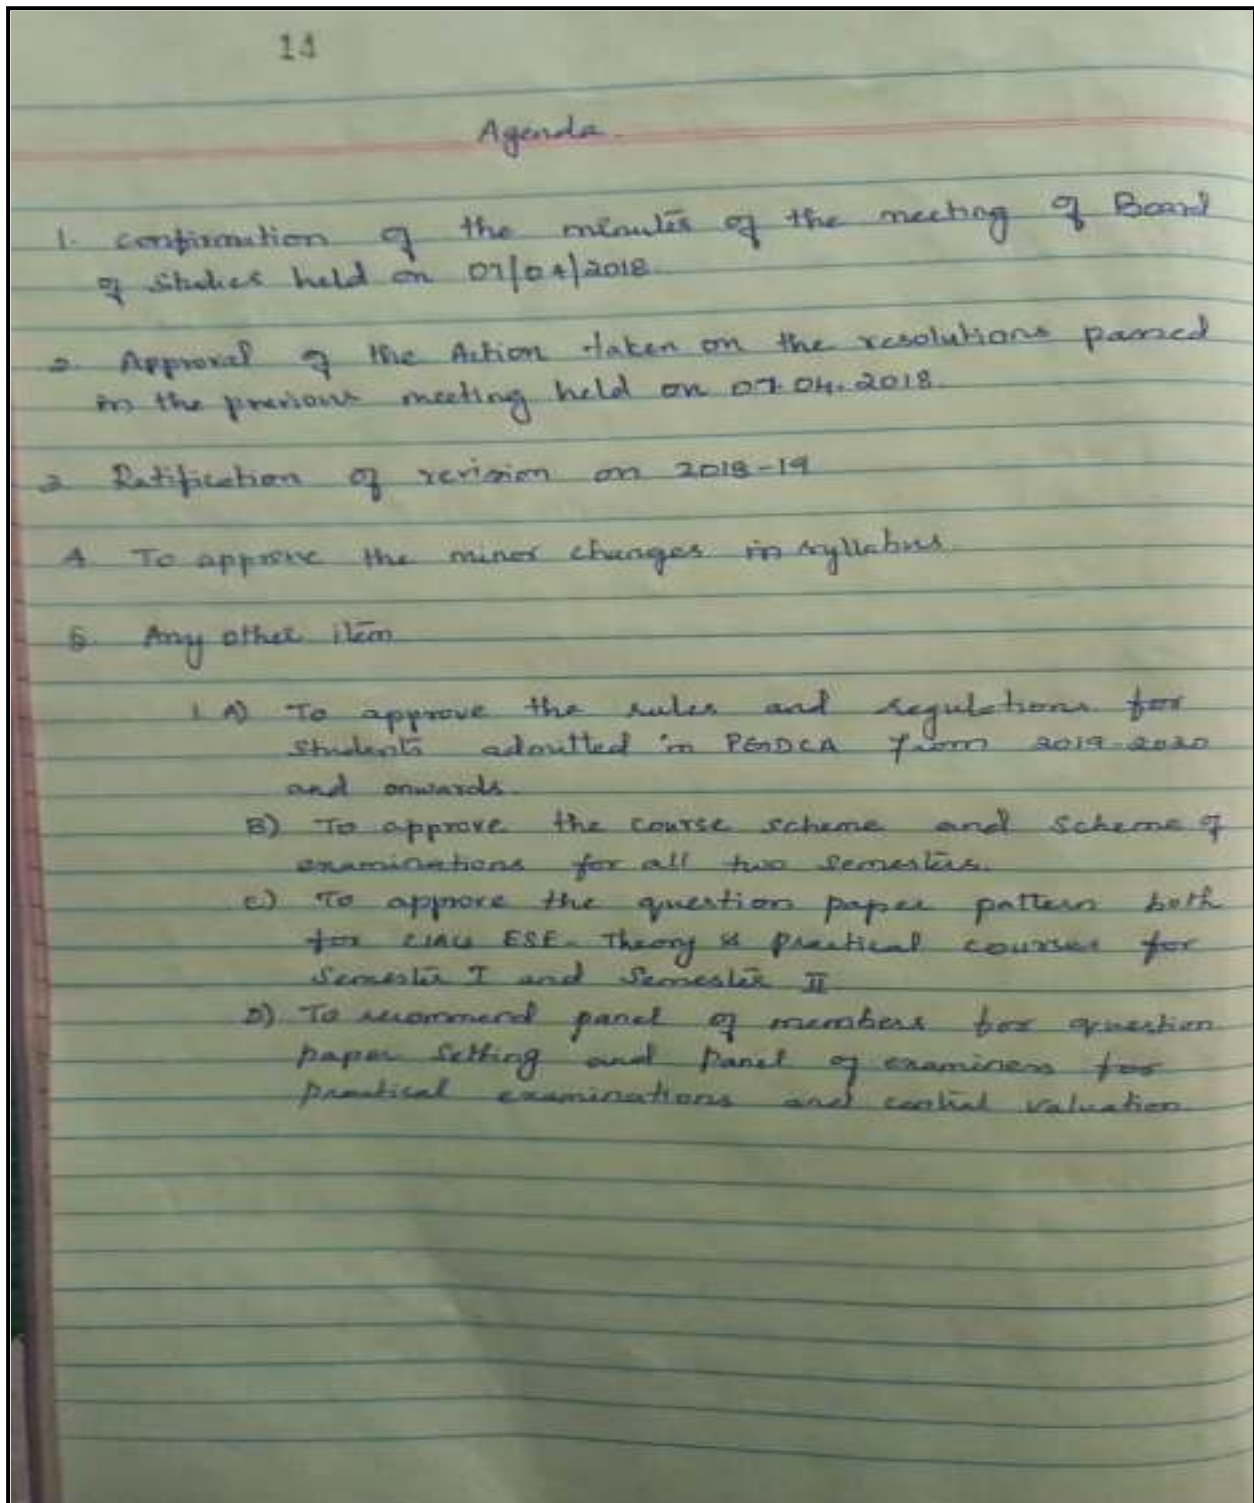 14
Agenda.
1. Confirmation of the minutes of the meeting of Board
of Studies held on 07/04/2018
2. Approval of the Action taken on the resolutions passed
in the previous meeting held on 07.04.2018.
3 Ratification of revision on 2018-19
4 To approve the minor changes in syllabus
5. Any other item
1. A) To approve the rules and regulations for
students admitted in PGDCA from 2019-2020
and onwards.
B) To approve the course scheme and scheme of
examinations for all two semesters.
C) To approve the question paper pattern both
for ESE- Theory & practical courses for
Semester I and Semester II
D) To recommend panel of members for question
paper setting and panel of examiners for
practical examinations and central valuation